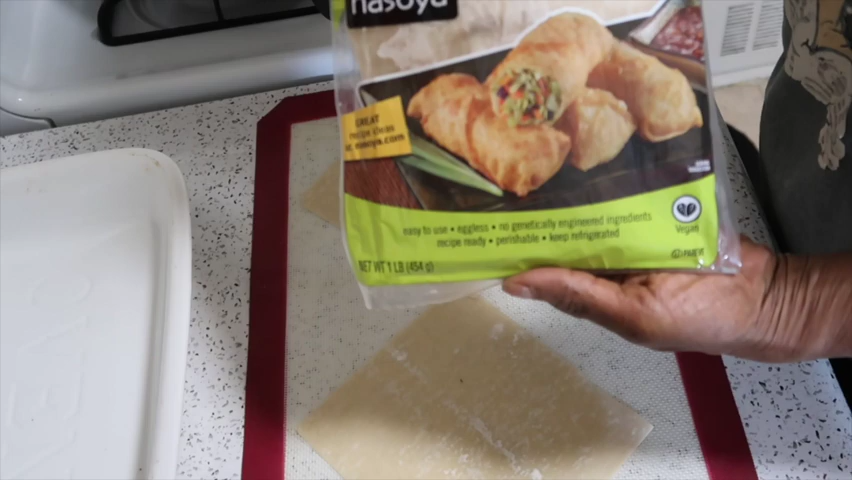 nasoya
GREAT
recipe ideas
at nasoya.com
easy to use • eggless • no genetically engineered ingredients
recipe ready • perishable • keep refrigerated
Vegan
NET WT 1 LB (454 g)